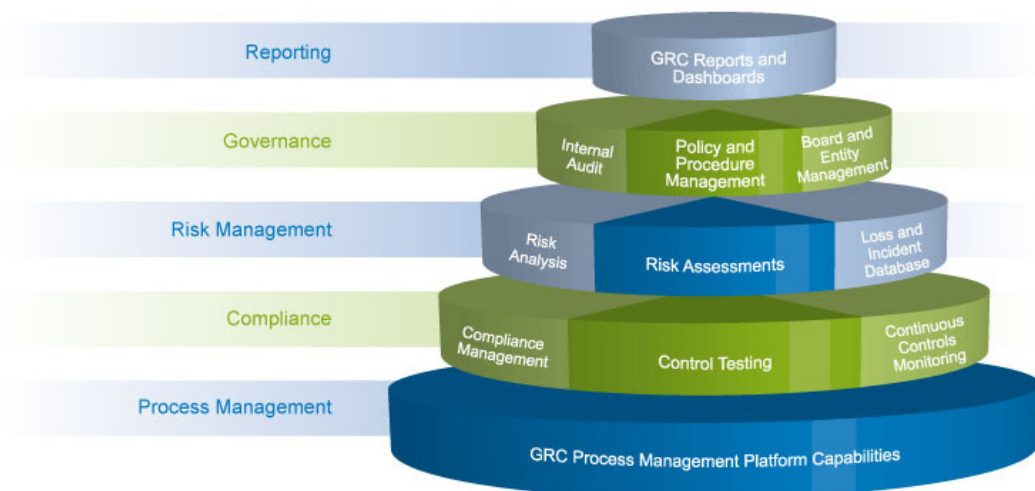 Reporting
GRC Reports and
Dashboards
Governance
Internal
Audit
Policy and
Procedure
Management
Board and
Entity
Management
Risk Management
Risk
Analysis
Risk Assessments
Loss and
Incident
Database
Compliance
Compliance
Management
Control Testing
Continuous
Controls
Monitoring
Process Management
GRC Process Management Platform Capabilities